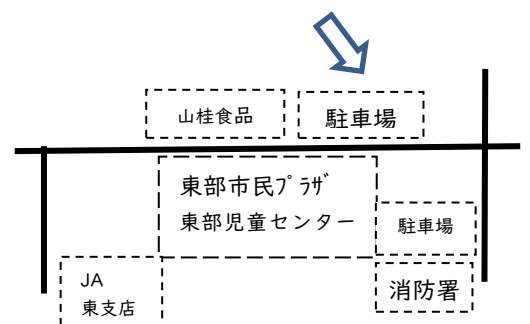 山桂食品
駐車場
東部市民ﾌﾟﾗｻﾞ
東部児童センター
駐車場
JA
東支店
消防署